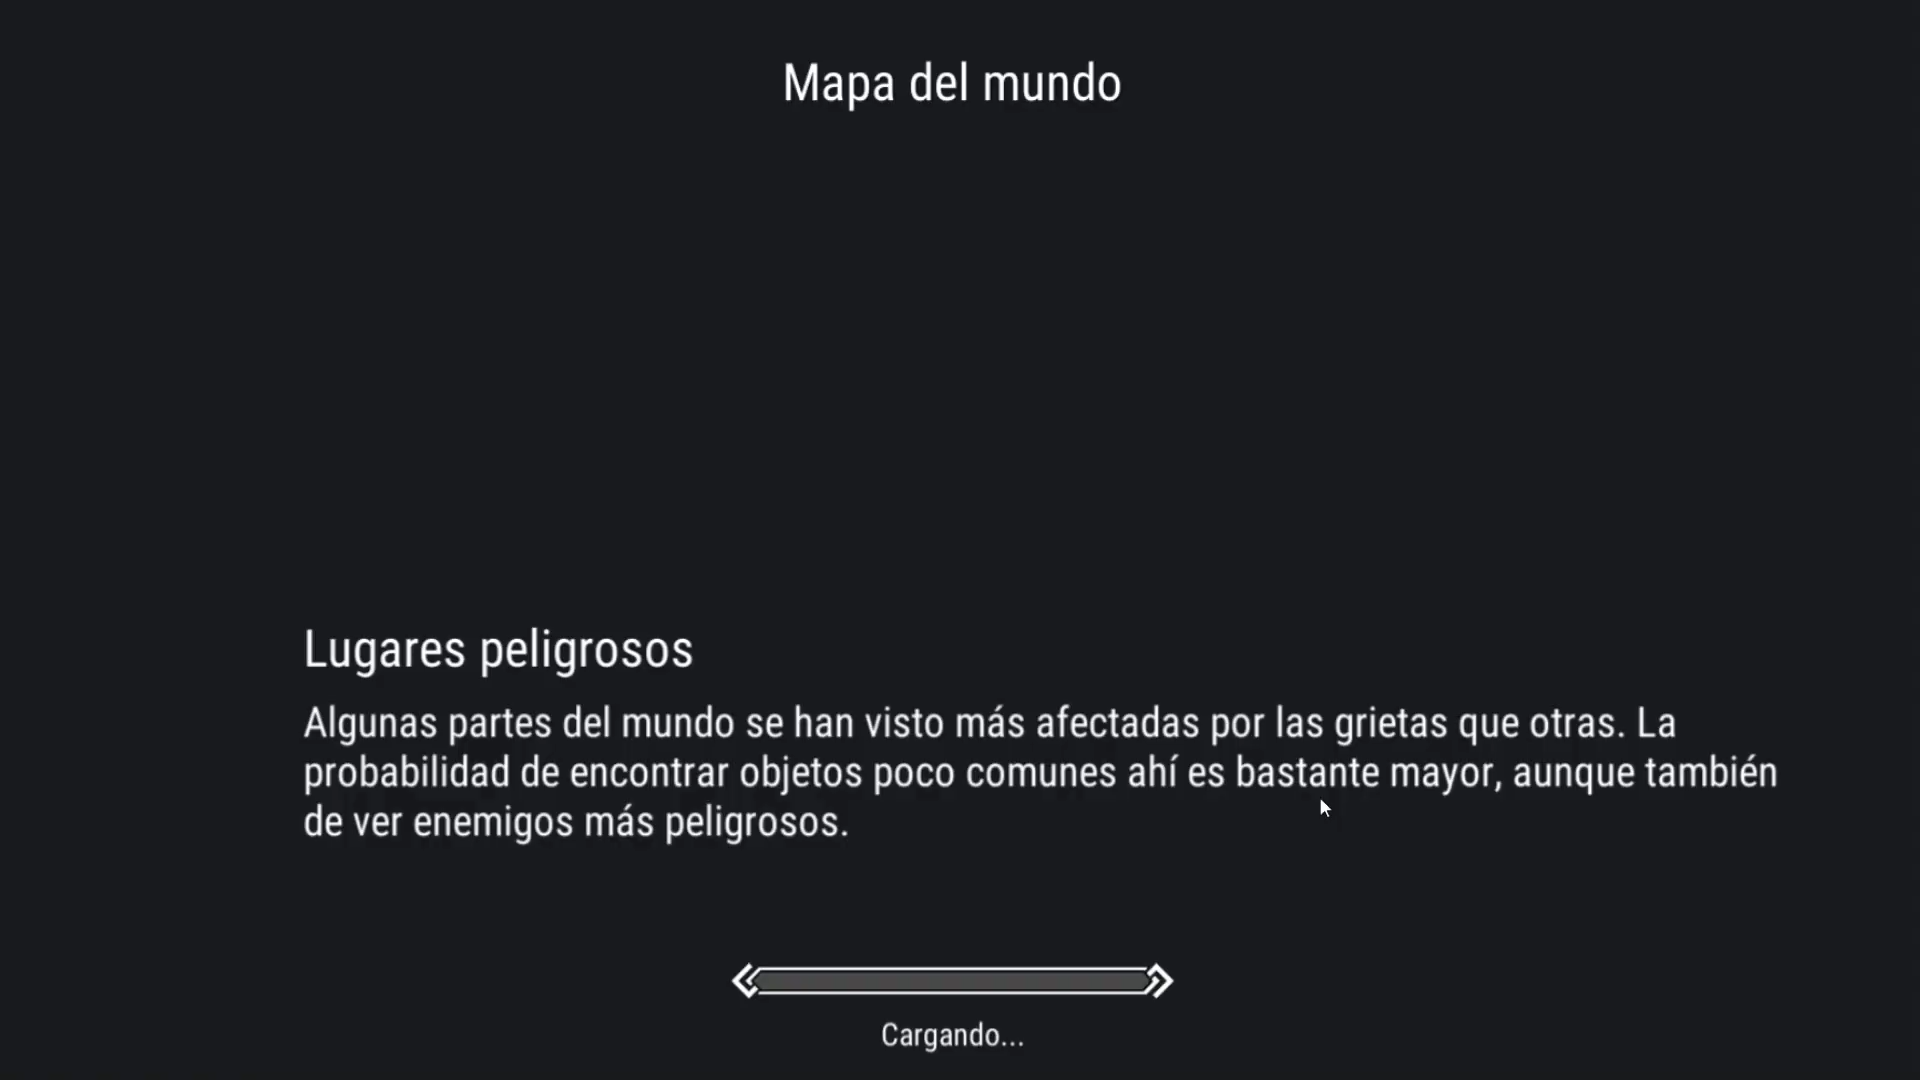 Mapa del mundo
Lugares peligrosos
Algunas partes del mundo se han visto más afectadas por las grietas que otras. La
probabilidad de encontrar objetos poco comunes ahí es bastante mayor, aunque también
de ver enemigos más peligrosos.
Cargando...